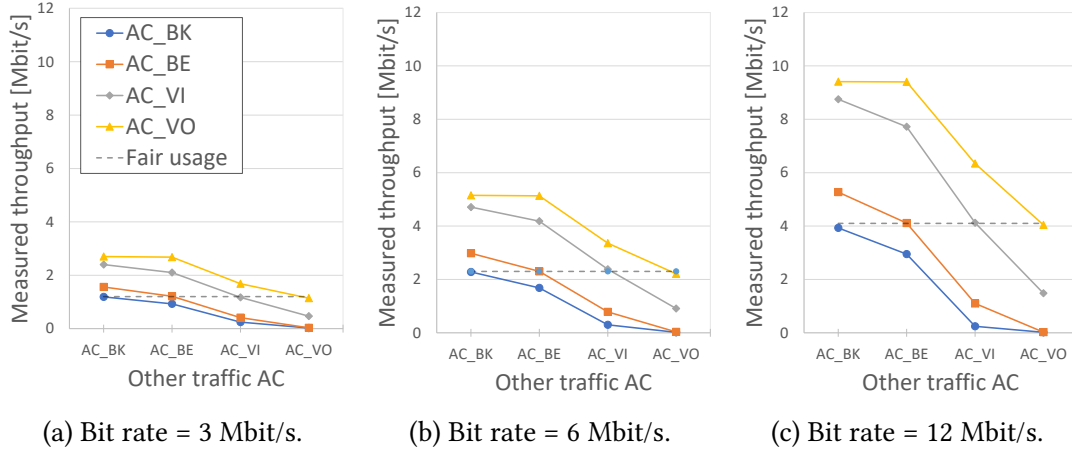 Measured throughput [Mbit/s]
12
10
8
6
4
2
0
AC_BK
AC_BE
AC_VI
AC_VO
Fair usage
AC_BK AC_BE AC_VI AC_VO
Other traffic AC
(a) Bit rate = 3 Mbit/s.
Measured throughput [Mbit/s]
12
10
8
6
4
2
0
AC_BK AC_BE AC_VI AC_VO
Other traffic AC
(b) Bit rate = 6 Mbit/s.
Measured throughput [Mbit/s]
12
10
8
6
4
2
0
AC_BK AC_BE AC_VI AC_VO
Other traffic AC
(c) Bit rate = 12 Mbit/s.